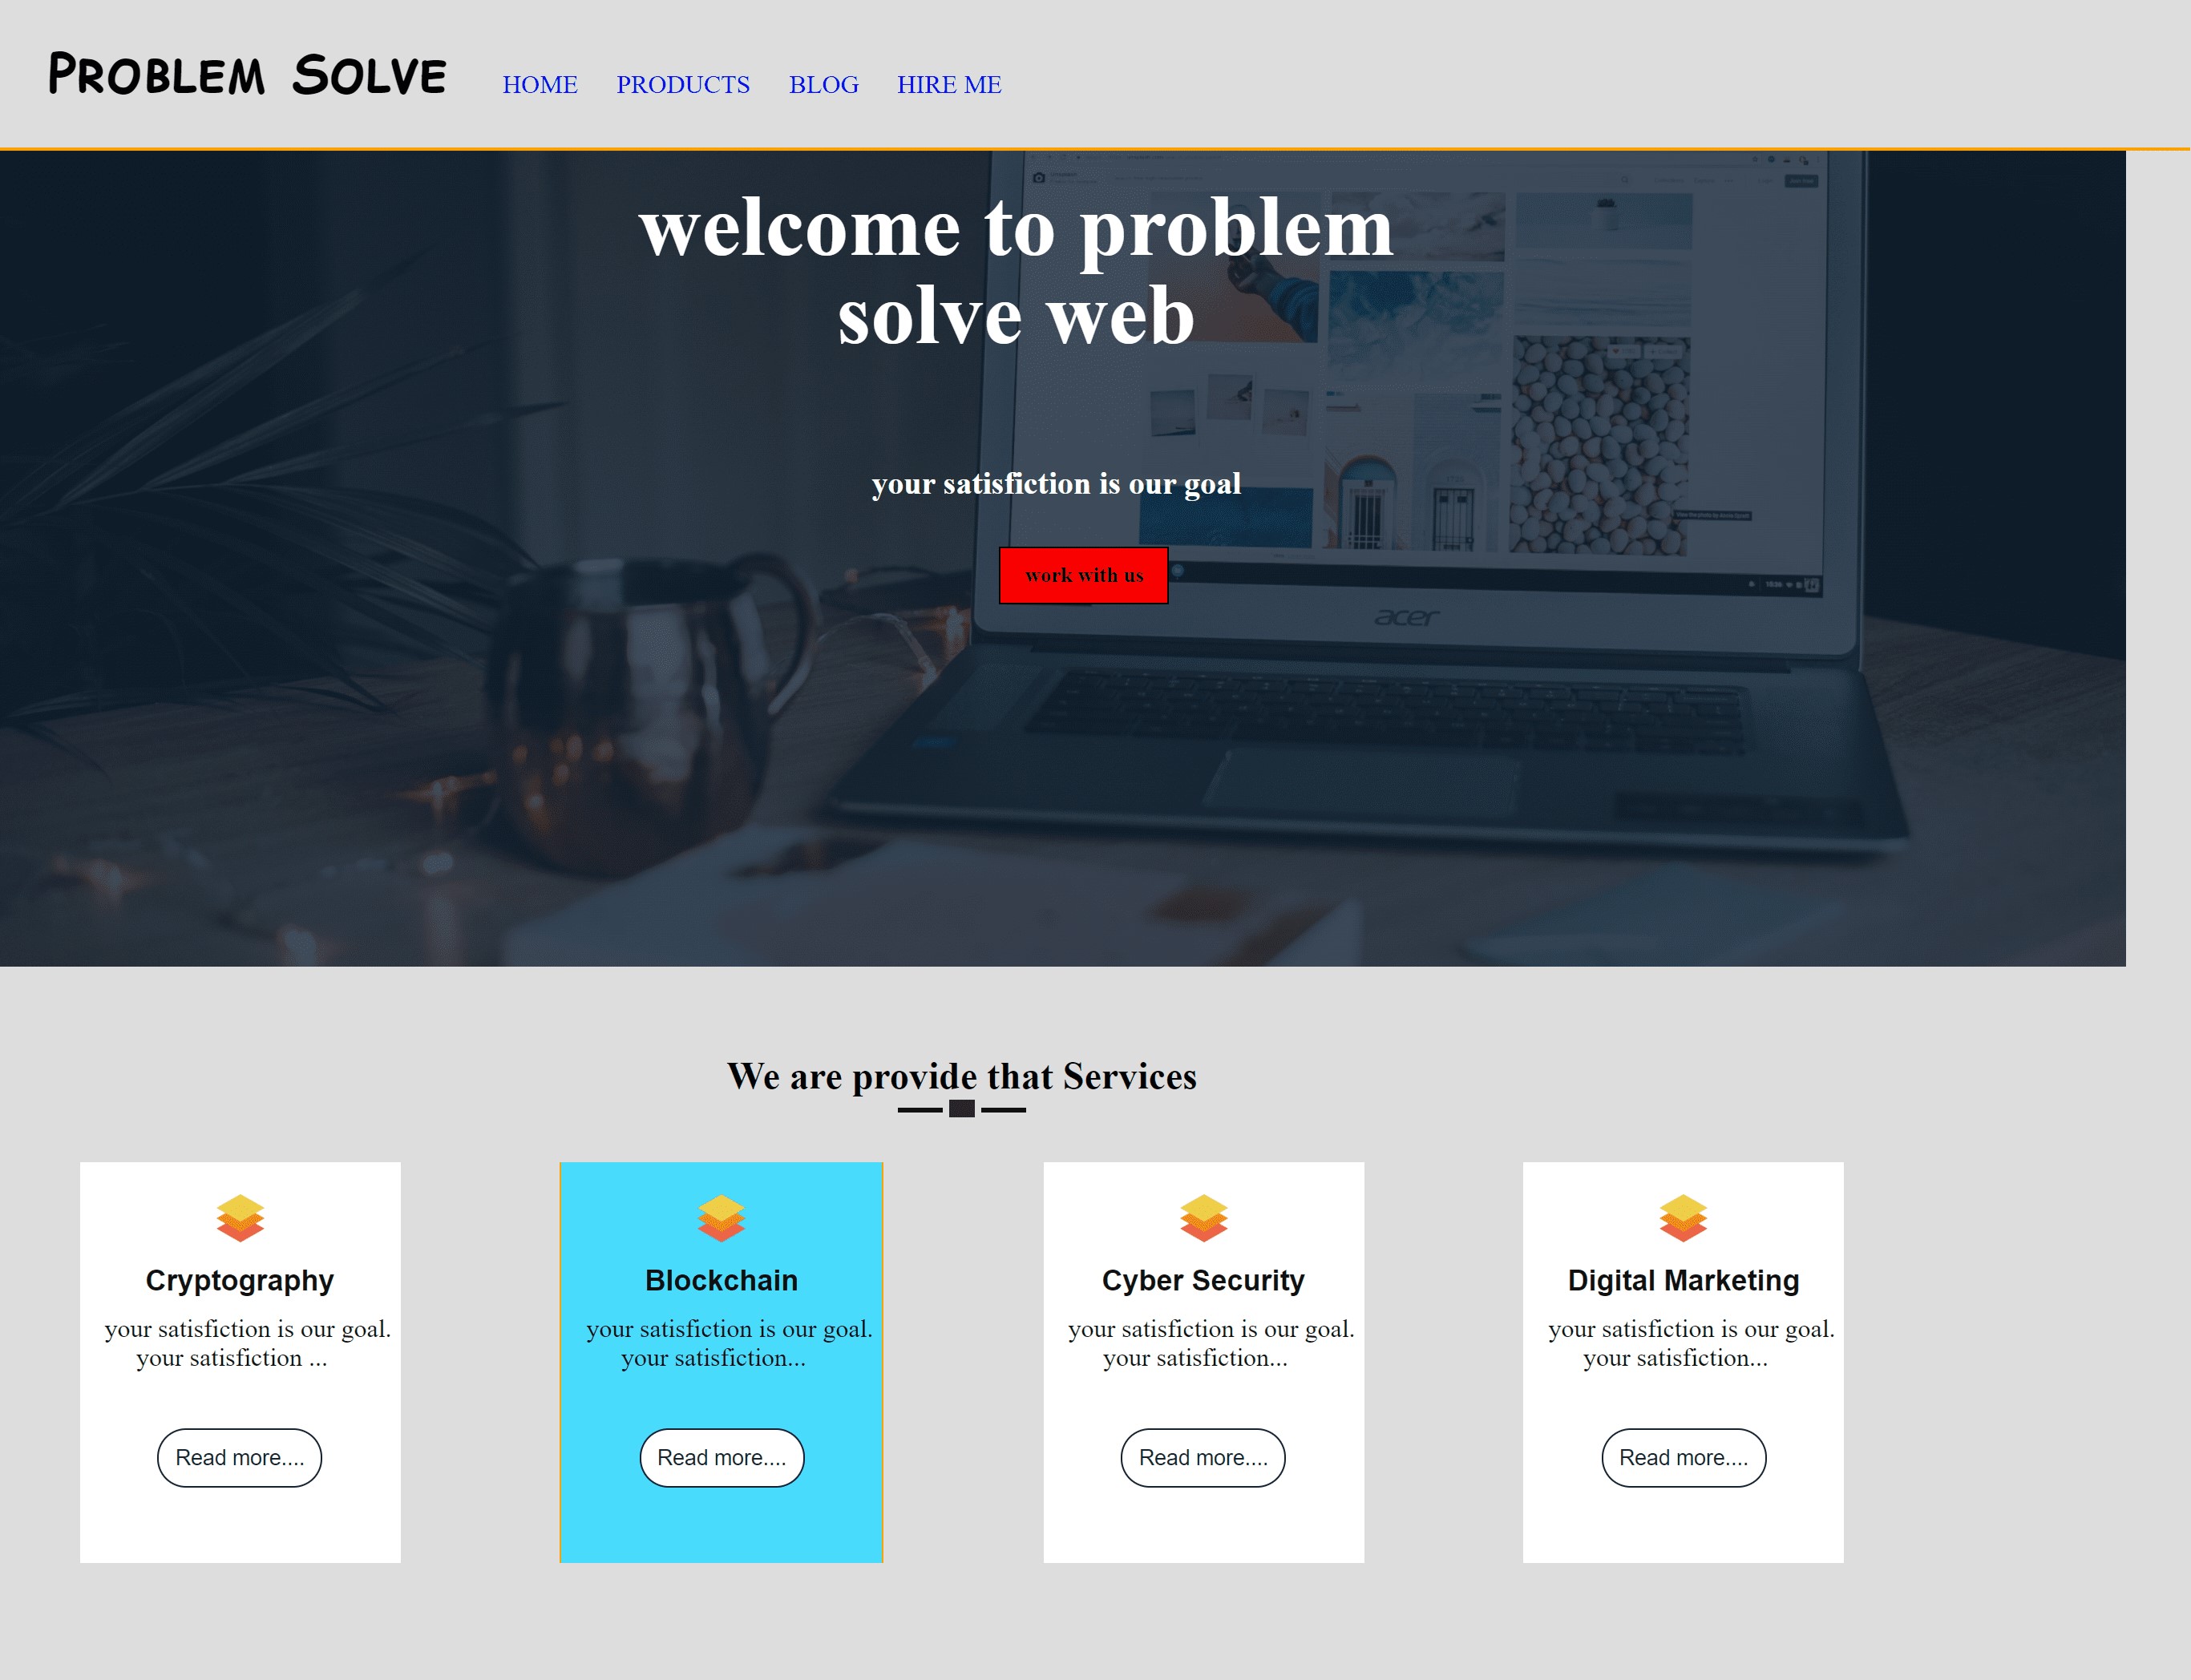 Problem Solve
HOME PRODUCTS BLOG HIRE ME
welcome to problem
solve web
your satisfiction is our goal
work with us
acer
We are provide that Services
Cryptography
your satisfiction is our goal.
your satisfiction ...
Read more....
Blockchain
your satisfiction is our goal.
your satisfiction...
Read more....
Cyber Security
your satisfiction is our goal.
your satisfiction...
Read more....
Digital Marketing
your satisfiction is our goal.
your satisfiction...
Read more....